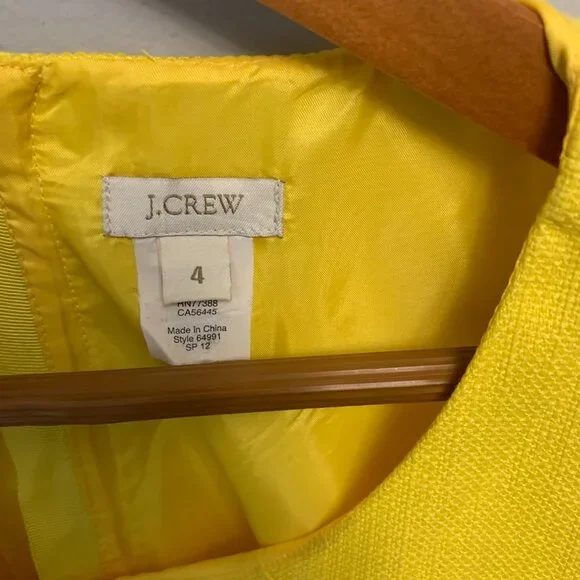 J.CREW
4
RN77388
CA56445
Made in China
Style 64991
SP 12